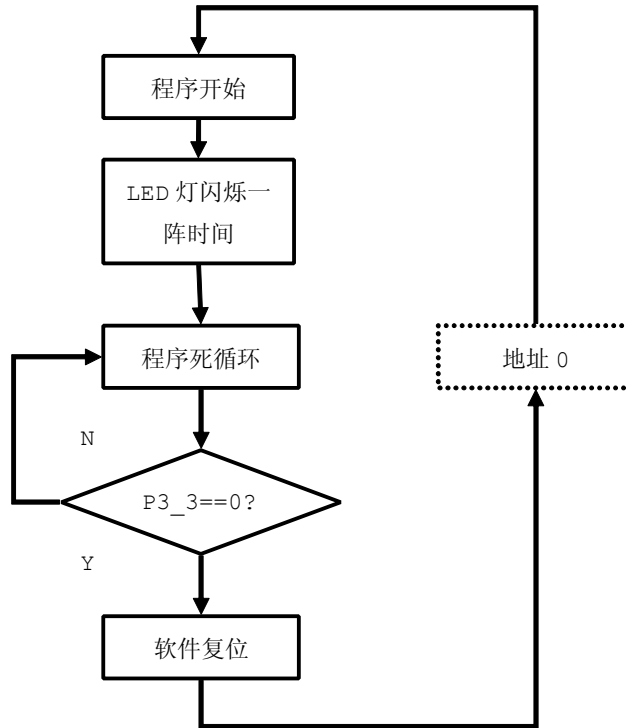 程序开始
LED 灯闪烁一
阵时间
程序死循环
地址 0
N
P3_3==0?
Y
软件复位